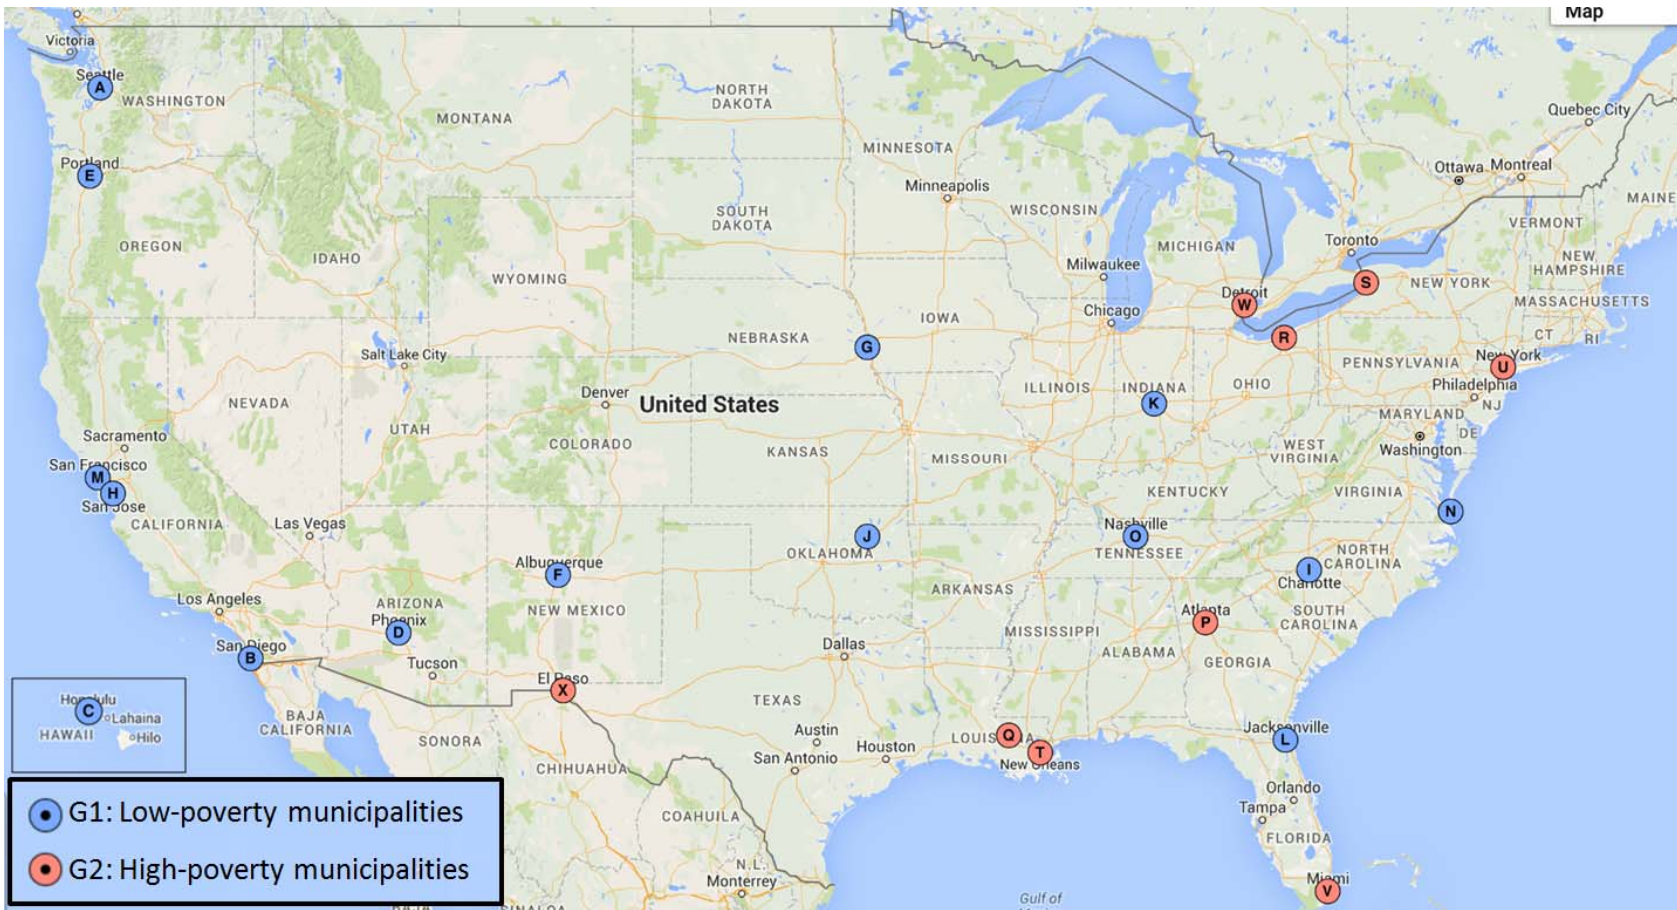 Map
Victoria
Seattle
A
WASHINGTON
MONTANA
NORTH
DAKOTA
MINNESOTA
Minneapolis
Quebec City
Ottawa
Montreal
MAINE
Portland
E
OREGON
IDAHO
WYOMING
SOUTH
DAKOTA
WISCONSIN
MICHIGAN
Toronto
VERMONT
NEW
HAMPSHIRE
Milwaukee
Detroit
W
S
NEW YORK
MASSACHUSETTS
CT
RI
Chicago
IOWA
NEBRASKA
G
R
PENNSYLVANIA
New York
U
Philadelphia
NJ
Salt Lake City
Denver
United States
ILLINOIS
INDIANA
K
OHIO
MARYLAND
DE
Washington
NEVADA
UTAH
COLORADO
KANSAS
MISSOURI
WEST
VIRGINIA
Sacramento
San Francisco
M
H
San Jose
CALIFORNIA
Las Vegas
KENTUCKY
VIRGINIA
N
J
OKLAHOMA
Nashville
O
TENNESSEE
NORTH
CAROLINA
I
Charlotte
Albuquerque
F
NEW MEXICO
ARKANSAS
Los Angeles
ARIZONA
Phoenix
D
Atlanta
P
SOUTH
CAROLINA
San Diego
B
Tucson
Dallas
MISSISSIPPI
ALABAMA
GEORGIA
El Paso
X
TEXAS
Honolulu
C
Lahaina
HAWAII
Hilo
BAJA
CALIFORNIA
SONORA
CHIHUAHUA
Austin
San Antonio
Houston
LOUISIANA
Q
T
New Orleans
Jacksonville
L
Orlando
Tampa
FLORIDA
Miami
V
COAHUILA
N.L.
Monterrey
SINALOA
BAJA
Gulf of
G1: Low-poverty municipalities
G2: High-poverty municipalities